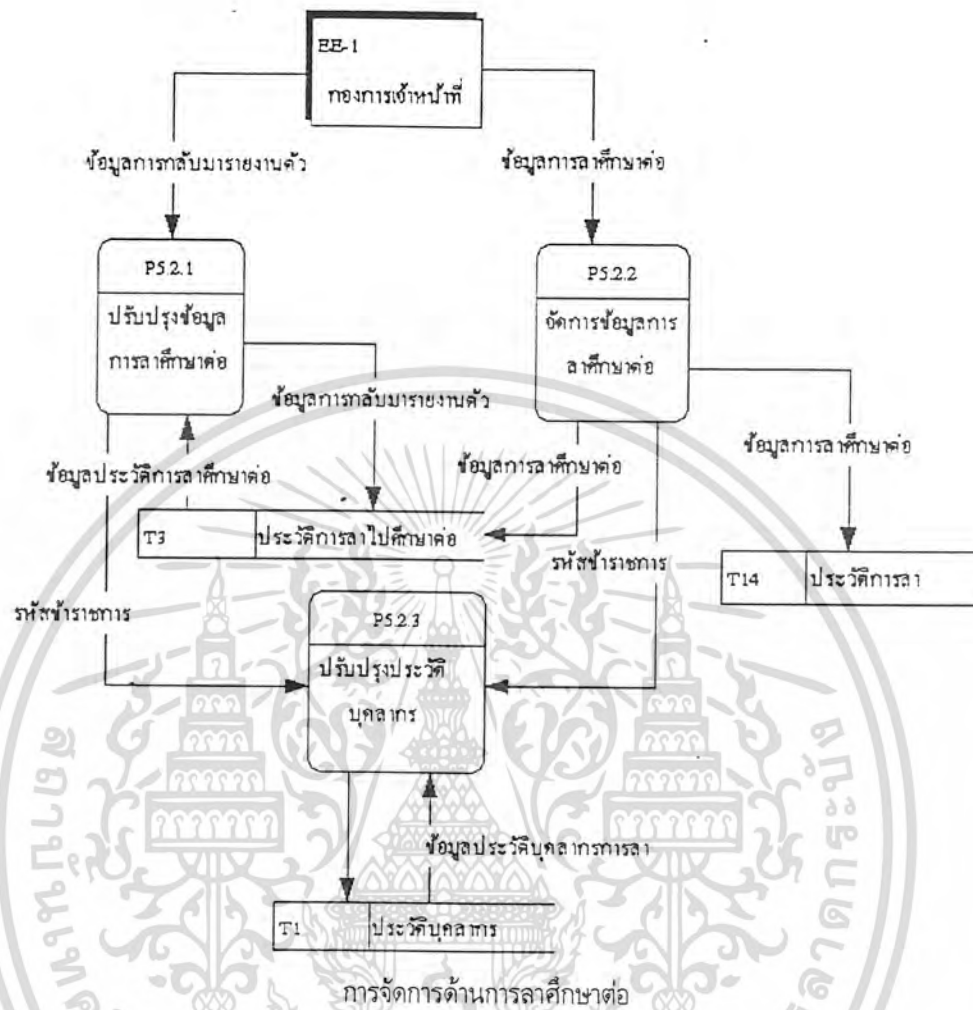 EE-1
กองการเจ้าหน้าที่
ข้อมูลการกลับมารายงานตัว
ข้อมูลการลาศึกษาต่อ
P5.2.1
ปรับปรุงข้อมูล
การลาศึกษาต่อ
P5.2.2
จัดการข้อมูลการ
ลาศึกษาต่อ
ข้อมูลการกลับมารายงานตัว
ข้อมูลประวัติการลาศึกษาต่อ
ข้อมูลการลาศึกษาต่อ
ข้อมูลการลาศึกษาต่อ
T3
ประวัติการลาไปศึกษาต่อ
รหัสข้าราชการ
T14
ประวัติการลา
รหัสข้าราชการ
P5.2.3
ปรับปรุงประวัติ
บุคลากร
ข้อมูลประวัติบุคลากรการลา
T1
ประวัติบุคลากร
การจัดการด้านการลาศึกษาต่อ